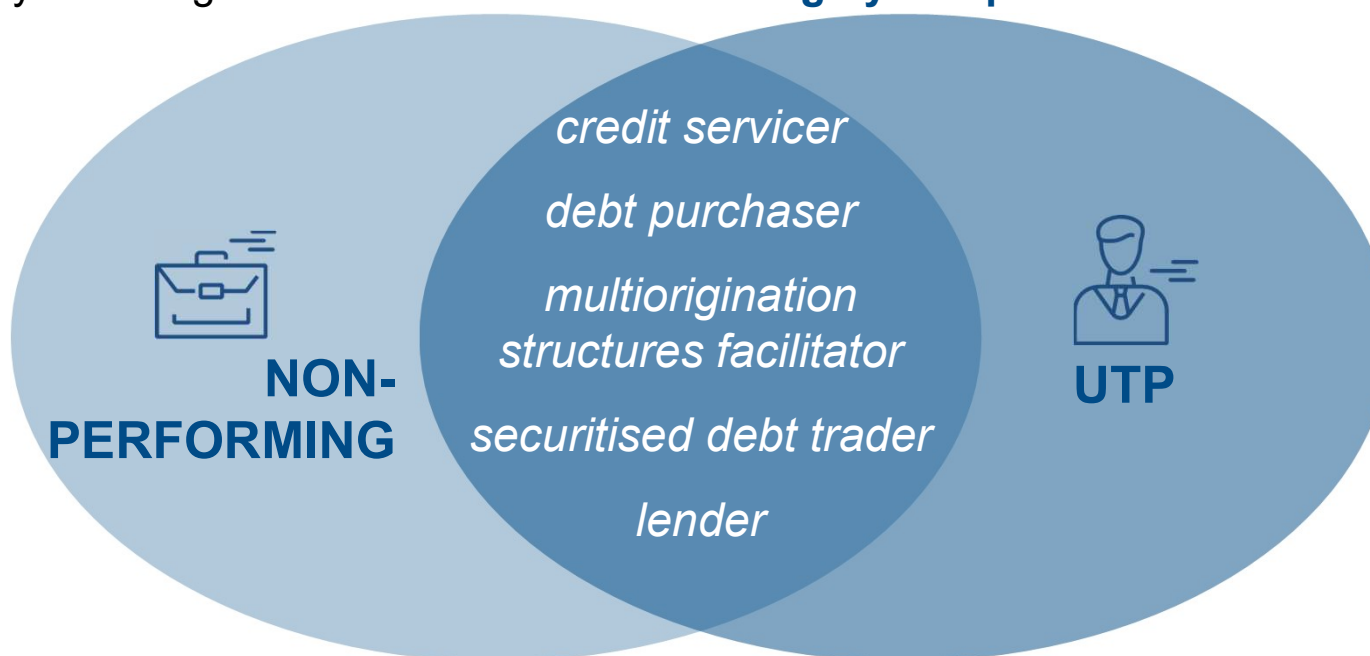 credit servicer
debt purchaser
multiorigination
structures facilitator
securitised debt trader
lender
NON-
PERFORMING
UTP